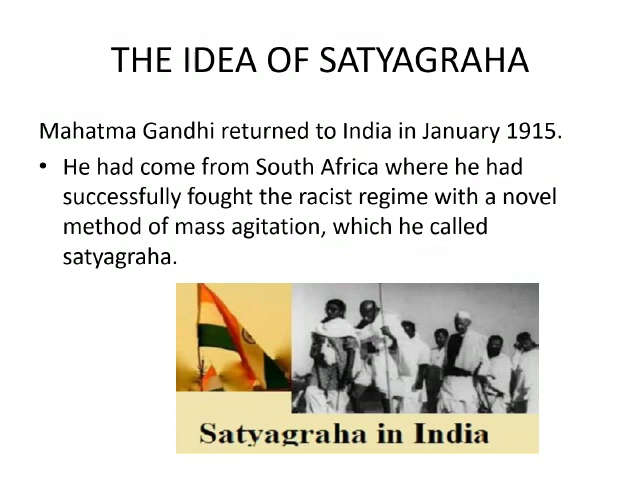 THE IDEA OF SATYAGRAHA
Mahatma Gandhi returned to India in January 1915.
• He had come from South Africa where he had
successfully fought the racist regime with a novel
method of mass agitation, which he called
satyagraha.
Satyagraha in India